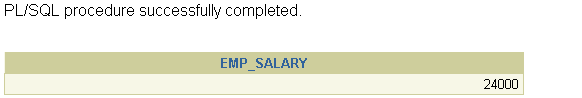 PL/SQL procedure successfully completed.
EMP_SALARY
24000